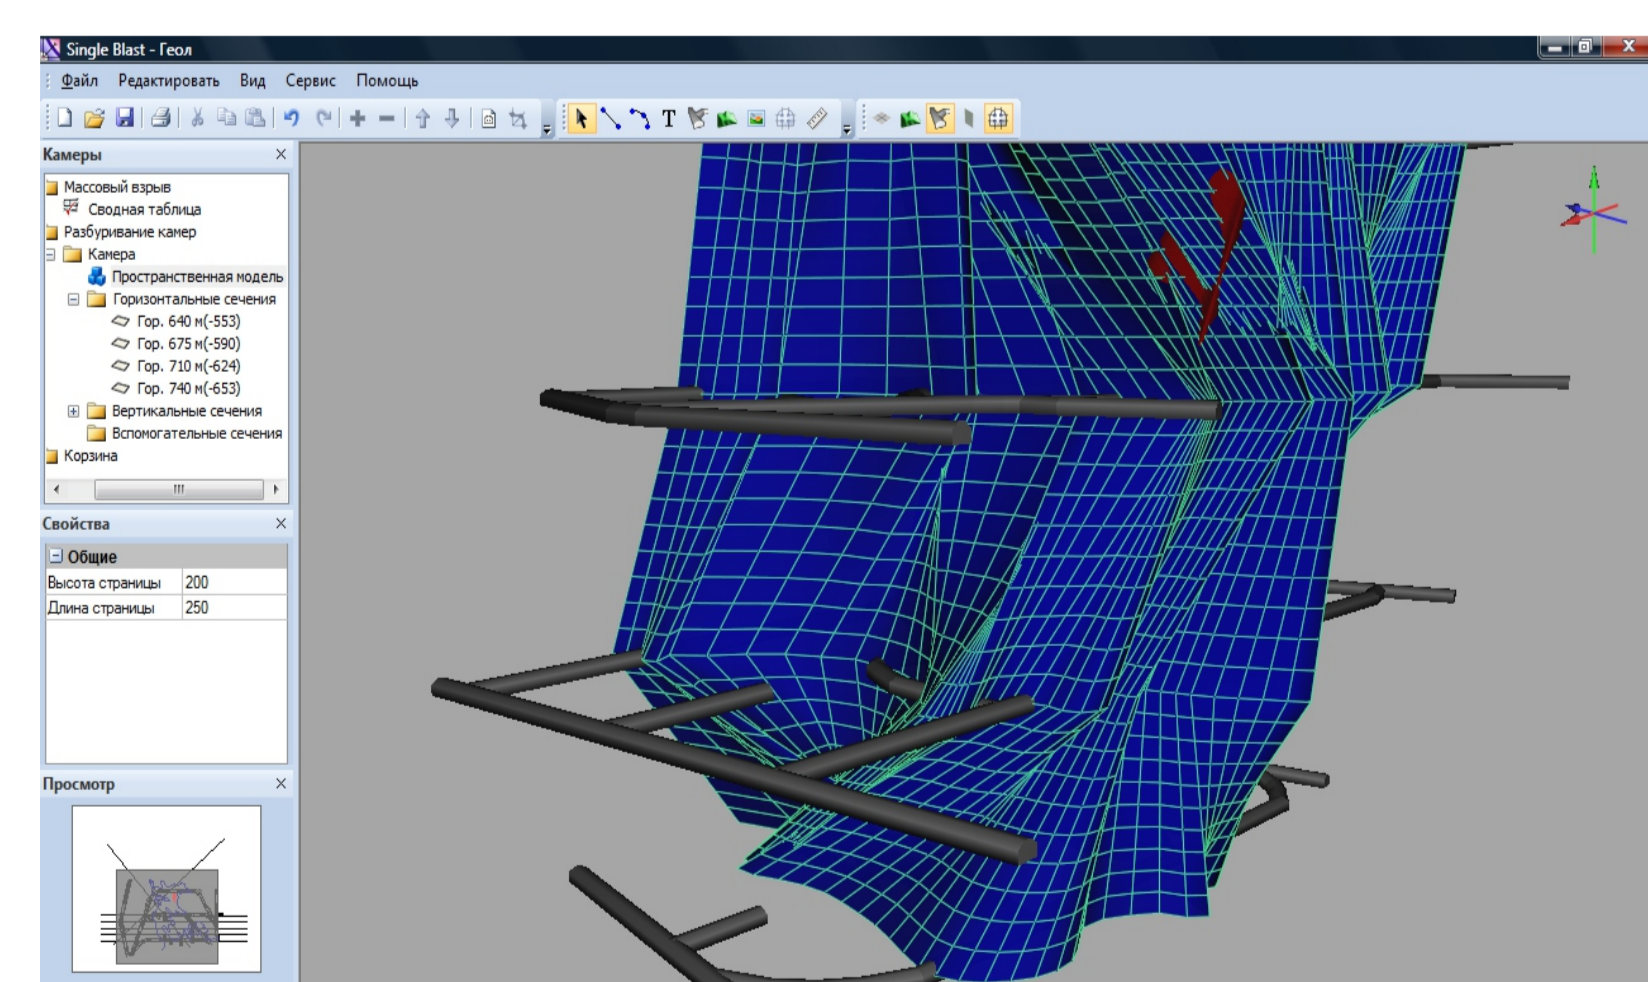 Single Blast - Геол
Файл Редактировать Вид Сервис Помощь
T
Камеры
Массовый взрыв
Сводная таблица
Разбуривание камер
Камера
Пространственная модель
Горизонтальные сечения
Гор. 640 м(-553)
Гор. 675 м(-590)
Гор. 710 м(-624)
Гор. 740 м(-653)
Вертикальные сечения
Вспомогательные сечения
Корзина
Свойства
Общие
Высота страницы 200
Длина страницы 250
Просмотр